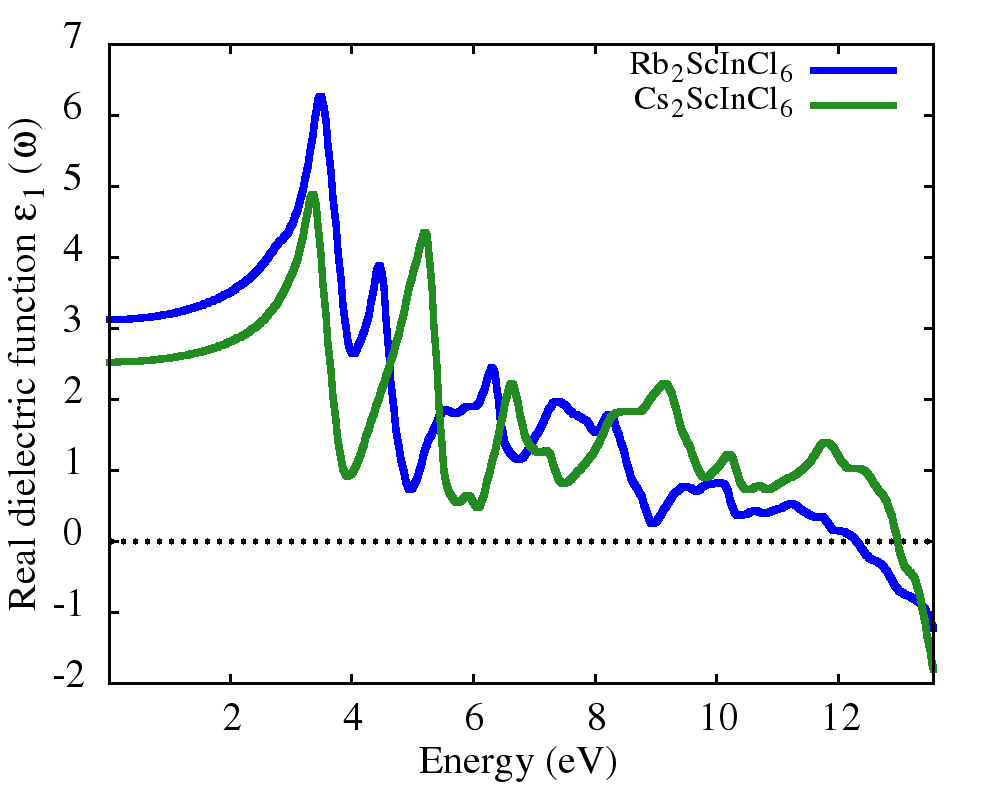 7
6
5
4
3
2
1
0
-1
-2
Real dielectric function ε₁ (ω)
Rb₂ScInCl₆
Cs₂ScInCl₆
2 4 6 8 10 12
Energy (eV)